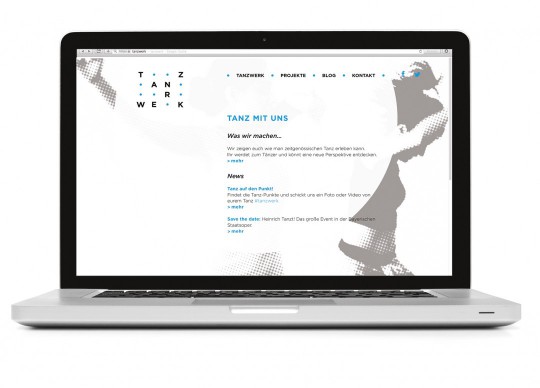 T A N Z
A N
R
W E R K
TANZWERK PROJEKTE BLOG KONTAKT
TANZ MIT UNS
Was wir machen...
Wir zeigen euch wie man zeitgenössischen Tanz erleben kann.
Ihr werdet zum Tänzer und könnt eine neue Perspektive entdecken.
> mehr
News
Tanz auf den Punkt!
Findet die Tanz-Punkte und schickt uns ein Foto oder Video von
eurem Tanz #tanzwerk
> mehr
Save the date: Heinrich Tanzt! Das große Event in der Bayerischen
Staatsoper.
> mehr